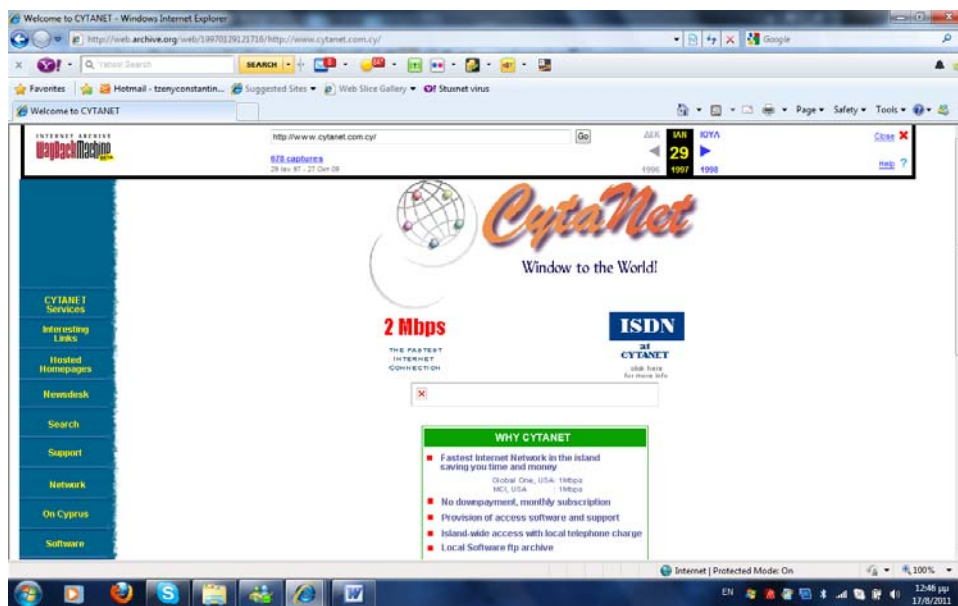 Welcome to CYTANET - Windows Internet Explorer
http://web.archive.org/web/19970129121716/http://www.cytanet.com.cy/
Google
Yahoo! Search
SEARCH
Favorites
Hotmail - tzenyconstantin...
Suggested Sites
Web Slice Gallery
Stuxnet virus
Welcome to CYTANET
Page
Safety
Tools
INTERNET ARCHIVE
WayBackMachine
BETA
http://www.cytanet.com.cy/
Go
678 captures
ΔΕΚ
ΙΑΝ
ΙΟΥΛ
29
1996
1997
1998
Close
Help
CytaNet
Window to the World!
CYTANET
Services
Interesting
Links
Hosted
Homepages
Newsdesk
Search
Support
Network
On Cyprus
Software
2 Mbps
THE FASTEST
INTERNET
CONNECTION
ISDN
at
CYTANET
click here
for more info
WHY CYTANET
Fastest Internet Network in the island
saving you time and money
Global One, USA: 1Mbps
MCI, USA : 1Mbps
No downpayment, monthly subscription
Provision of access software and support
Island-wide access with local telephone charge
Local Software ftp archive
Internet | Protected Mode: On
100%
EN
12:46 μμ
17/8/2011